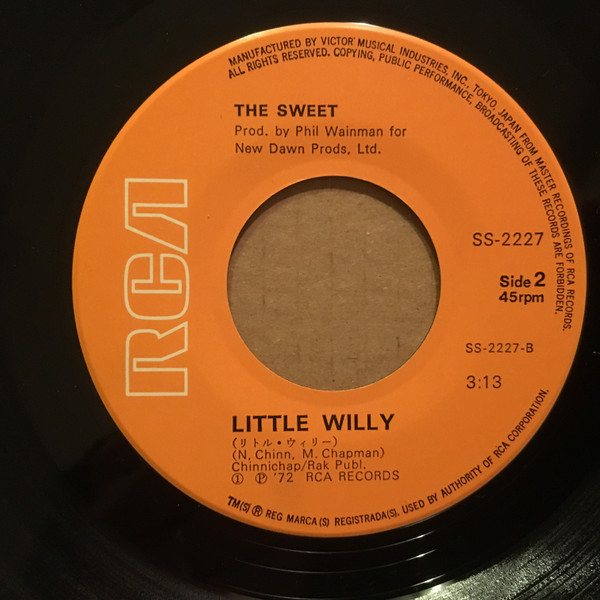 MANUFACTURED BY VICTOR MUSICAL INDUSTRIES, INC., TOKYO, JAPAN FROM MASTER RECORDINGS OF RCA RECORDS.
ALL RIGHTS RESERVED. COPYING, PUBLIC PERFORMANCE, BROADCASTING OF THESE RECORDS ARE FORBIDDEN.
THE SWEET
Prod. by Phil Wainman for
New Dawn Prods, Ltd.
RCA
SS-2227
Side 2
45rpm
SS-2227-B
3:13
LITTLE WILLY
(リトル・ウィリー)
(N. Chinn, M. Chapman)
Chinnichap/Rak Publ.
① Ⓟ '72 RCA RECORDS
TM(S) ® REG MARCA(S) REGISTRADA(S), USED BY AUTHORITY OF RCA CORPORATION.